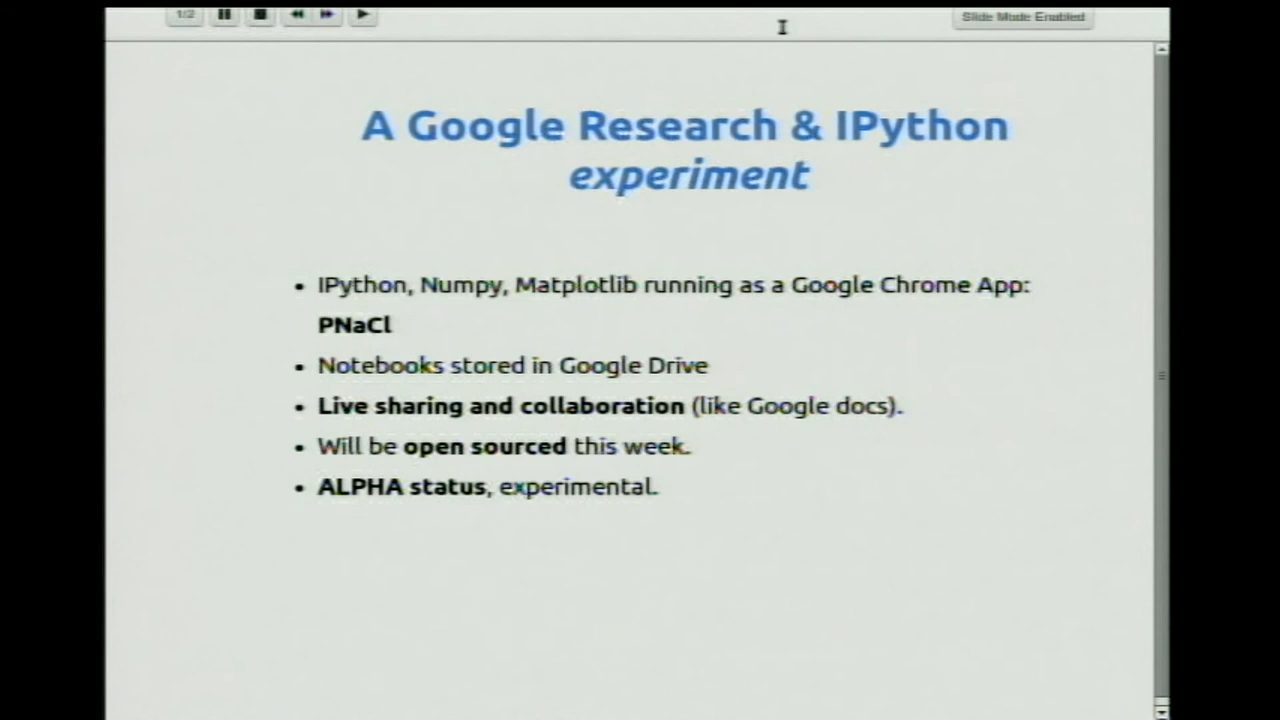 1/2
Slide Mode Enabled
A Google Research & IPython
experiment
• IPython, Numpy, Matplotlib running as a Google Chrome App:
PNaCl
• Notebooks stored in Google Drive
• Live sharing and collaboration (like Google docs).
• Will be open sourced this week.
• ALPHA status, experimental.